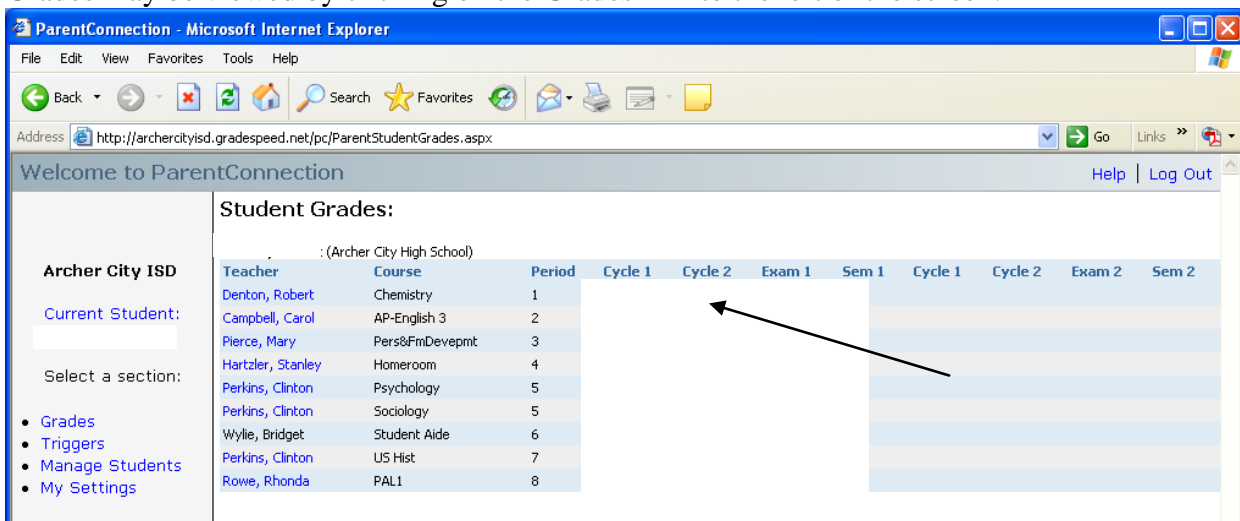 ParentConnection - Microsoft Internet Explorer
File Edit View Favorites Tools Help
Back Search Favorites
Address http://archercityisd.gradespeed.net/pc/ParentStudentGrades.aspx Go Links »
Welcome to ParentConnection Help | Log Out
Student Grades:
: (Archer City High School)
Archer City ISD
Current Student:
Select a section:
• Grades
• Triggers
• Manage Students
• My Settings
Teacher Course Period Cycle 1 Cycle 2 Exam 1 Sem 1 Cycle 1 Cycle 2 Exam 2 Sem 2
Denton, Robert Chemistry 1
Campbell, Carol AP-English 3 2
Pierce, Mary Pers&FmDevepmt 3
Hartzler, Stanley Homeroom 4
Perkins, Clinton Psychology 5
Perkins, Clinton Sociology 5
Wylie, Bridget Student Aide 6
Perkins, Clinton US Hist 7
Rowe, Rhonda PAL1 8